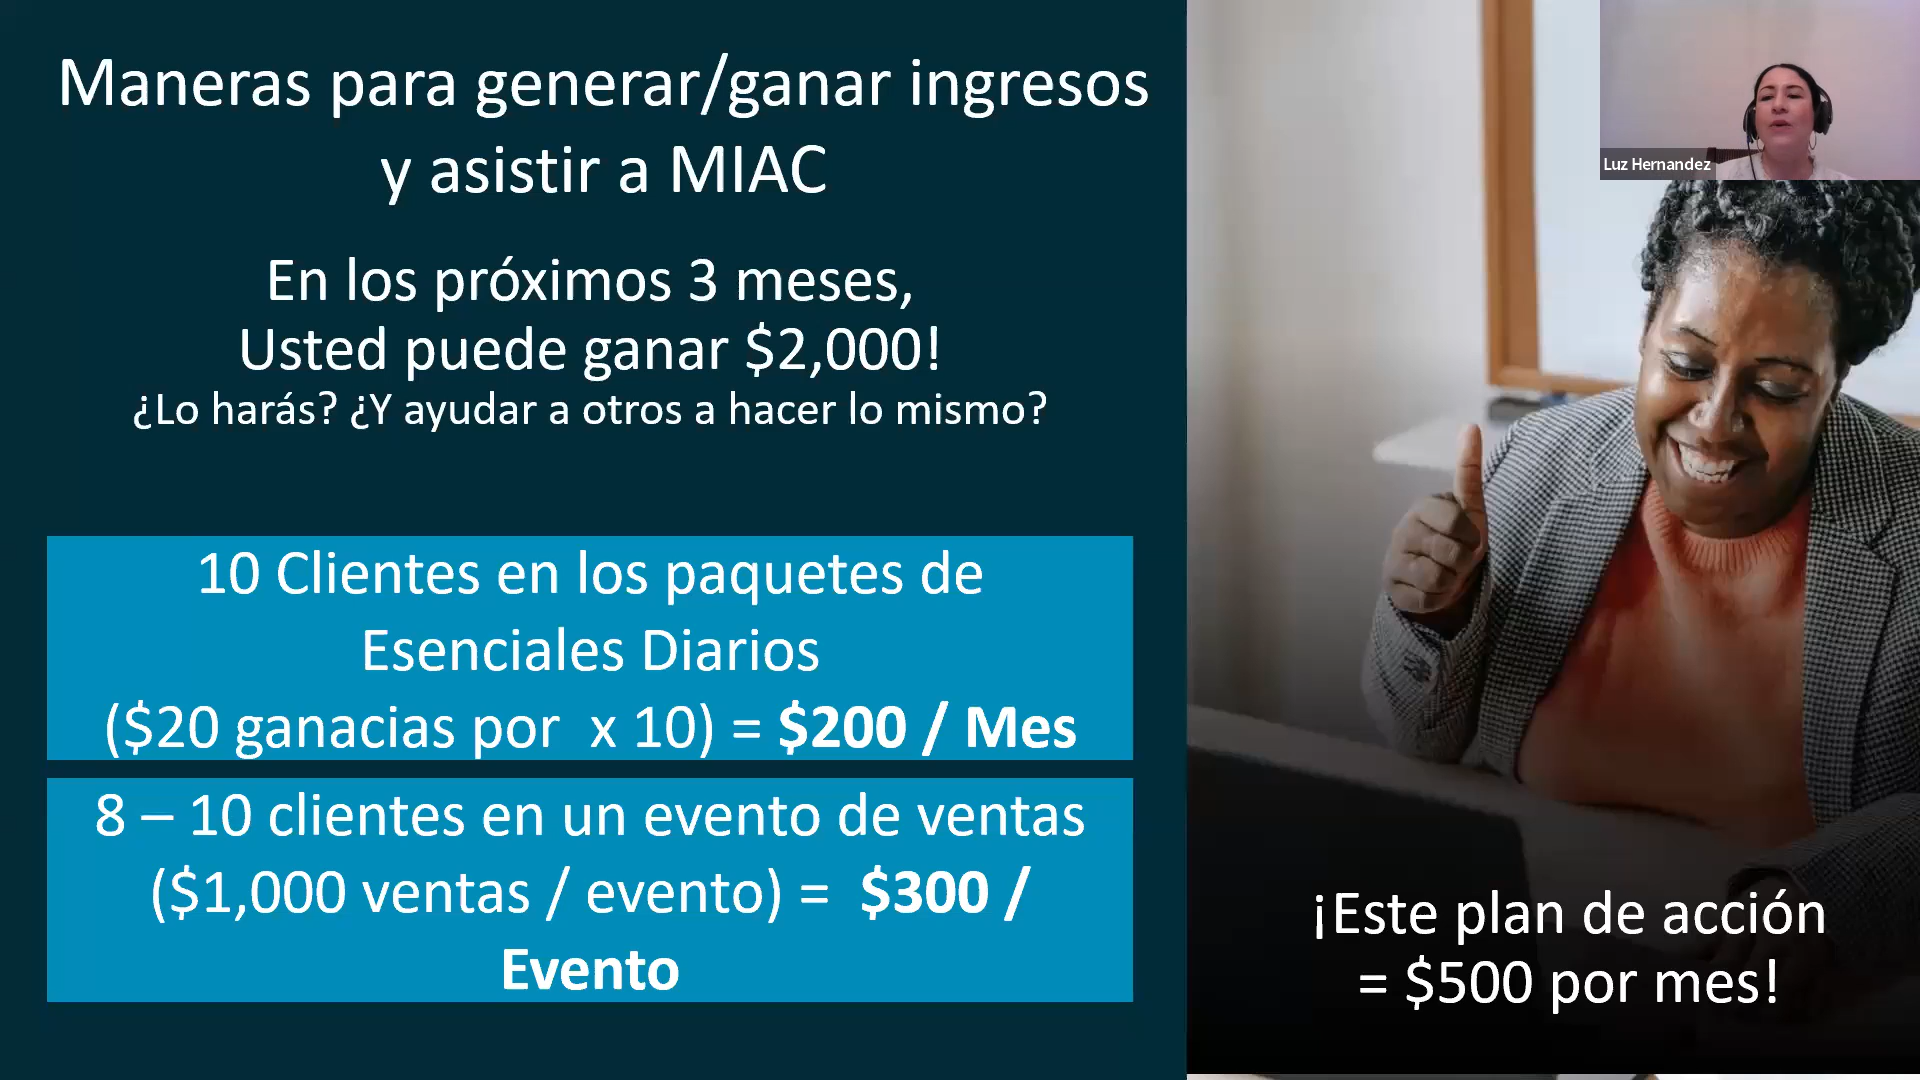 Maneras para generar/ganar ingresos
y asistir a MIAC
En los próximos 3 meses,
Usted puede ganar $2,000!
¿Lo harás? ¿Y ayudar a otros a hacer lo mismo?
10 Clientes en los paquetes de
Esenciales Diarios
($20 ganacias por  x 10) = $200 / Mes
8 – 10 clientes en un evento de ventas
($1,000 ventas / evento) =  $300 /
Evento
Luz Hernandez
¡Este plan de acción
= $500 por mes!